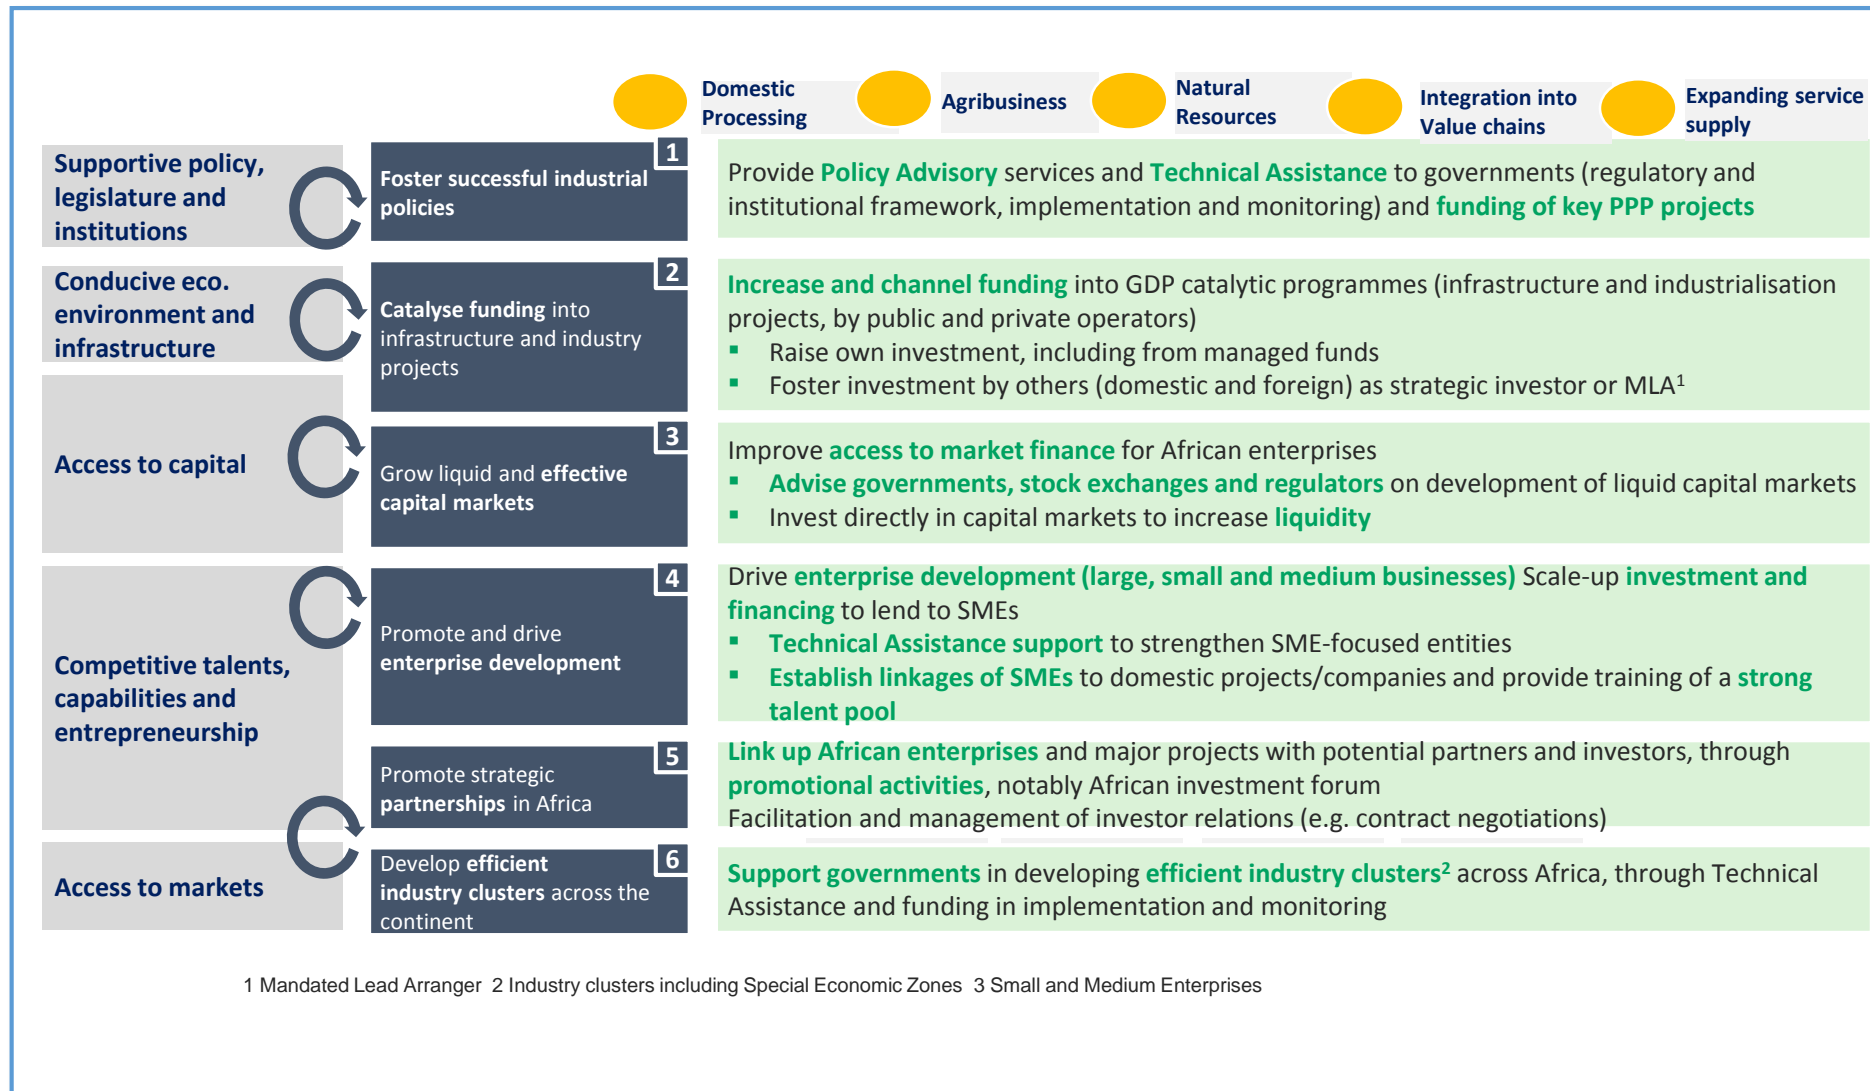 Domestic
Processing
Agribusiness
Natural
Resources
Integration into
Value chains
Expanding service
supply
Supportive policy,
legislature and
institutions
1
Foster successful industrial
policies
Provide Policy Advisory services and Technical Assistance to governments (regulatory and
institutional framework, implementation and monitoring) and funding of key PPP projects
Conducive eco.
environment and
infrastructure
2
Catalyse funding into
infrastructure and industry
projects
Increase and channel funding into GDP catalytic programmes (infrastructure and industrialisation
projects, by public and private operators)
▪ Raise own investment, including from managed funds
▪ Foster investment by others (domestic and foreign) as strategic investor or MLA¹
Access to capital
3
Grow liquid and effective
capital markets
Improve access to market finance for African enterprises
▪ Advise governments, stock exchanges and regulators on development of liquid capital markets
▪ Invest directly in capital markets to increase liquidity
Competitive talents,
capabilities and
entrepreneurship
4
Promote and drive
enterprise development
Drive enterprise development (large, small and medium businesses) Scale-up investment and
financing to lend to SMEs
▪ Technical Assistance support to strengthen SME-focused entities
▪ Establish linkages of SMEs to domestic projects/companies and provide training of a strong
talent pool
5
Promote strategic
partnerships in Africa
Link up African enterprises and major projects with potential partners and investors, through
promotional activities, notably African investment forum
Facilitation and management of investor relations (e.g. contract negotiations)
Access to markets
6
Develop efficient
industry clusters across the
continent
Support governments in developing efficient industry clusters² across Africa, through Technical
Assistance and funding in implementation and monitoring
1 Mandated Lead Arranger 2 Industry clusters including Special Economic Zones 3 Small and Medium Enterprises